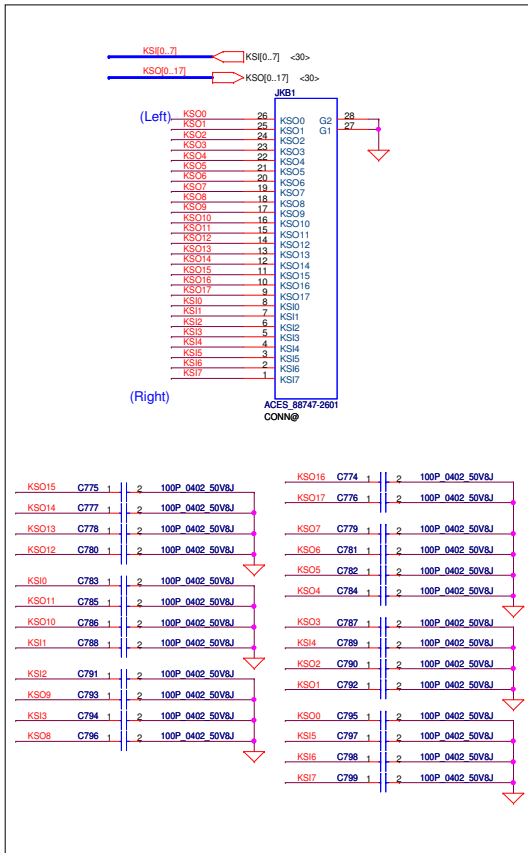 KSI[0..7] KSI[0..7] <30>
KSO[0..17] KSO[0..17] <30>
JKB1
(Left)
KSO0 26 KSO0 G2 28
KSO1 25 KSO1 G1 27
KSO2 24 KSO2
KSO3 23 KSO3
KSO4 22 KSO4
KSO5 21 KSO5
KSO6 20 KSO6
KSO7 19 KSO7
KSO8 18 KSO8
KSO9 17 KSO9
KSO10 16 KSO10
KSO11 15 KSO11
KSO12 14 KSO12
KSO13 13 KSO13
KSO14 12 KSO14
KSO15 11 KSO15
KSO16 10 KSO16
KSO17 9 KSO17
KSI0 8 KSI0
KSI1 7 KSI1
KSI2 6 KSI2
KSI3 5 KSI3
KSI4 4 KSI4
KSI5 3 KSI5
KSI6 2 KSI6
KSI7 1 KSI7
(Right)
ACES_88747-2601
CONN@
KSO15 C775 1 2 100P_0402_50V8J
KSO14 C777 1 2 100P_0402_50V8J
KSO13 C778 1 2 100P_0402_50V8J
KSO12 C780 1 2 100P_0402_50V8J
KSI0 C783 1 2 100P_0402_50V8J
KSO11 C785 1 2 100P_0402_50V8J
KSO10 C786 1 2 100P_0402_50V8J
KSI1 C788 1 2 100P_0402_50V8J
KSI2 C791 1 2 100P_0402_50V8J
KSO9 C793 1 2 100P_0402_50V8J
KSI3 C794 1 2 100P_0402_50V8J
KSO8 C796 1 2 100P_0402_50V8J
KSO16 C774 1 2 100P_0402_50V8J
KSO17 C776 1 2 100P_0402_50V8J
KSO7 C779 1 2 100P_0402_50V8J
KSO6 C781 1 2 100P_0402_50V8J
KSO5 C782 1 2 100P_0402_50V8J
KSO4 C784 1 2 100P_0402_50V8J
KSO3 C787 1 2 100P_0402_50V8J
KSI4 C789 1 2 100P_0402_50V8J
KSO2 C790 1 2 100P_0402_50V8J
KSO1 C792 1 2 100P_0402_50V8J
KSO0 C795 1 2 100P_0402_50V8J
KSI5 C797 1 2 100P_0402_50V8J
KSI6 C798 1 2 100P_0402_50V8J
KSI7 C799 1 2 100P_0402_50V8J